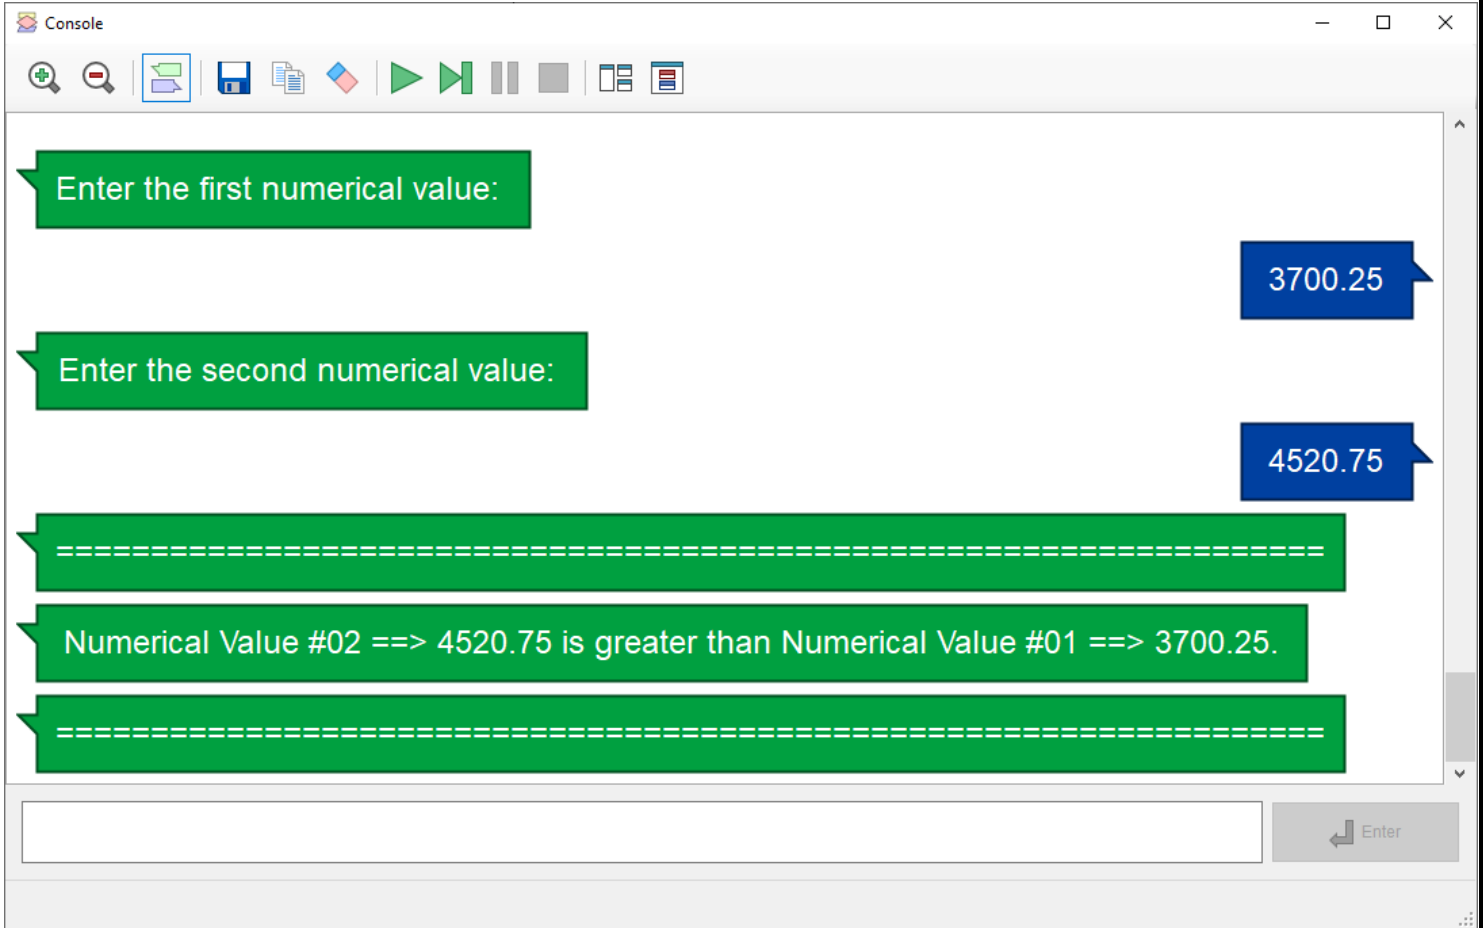 Console
Enter the first numerical value:
3700.25
Enter the second numerical value:
4520.75
===================================================================
Numerical Value #02 ==> 4520.75 is greater than Numerical Value #01 ==> 3700.25.
===================================================================
Enter